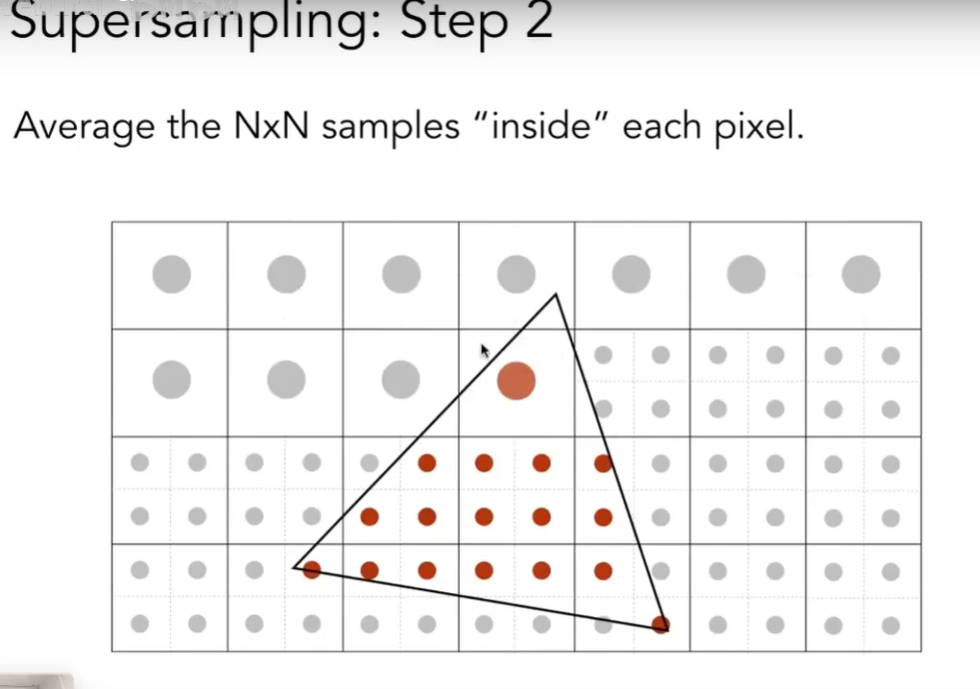 Supersampling: Step 2
Average the NxN samples “inside” each pixel.